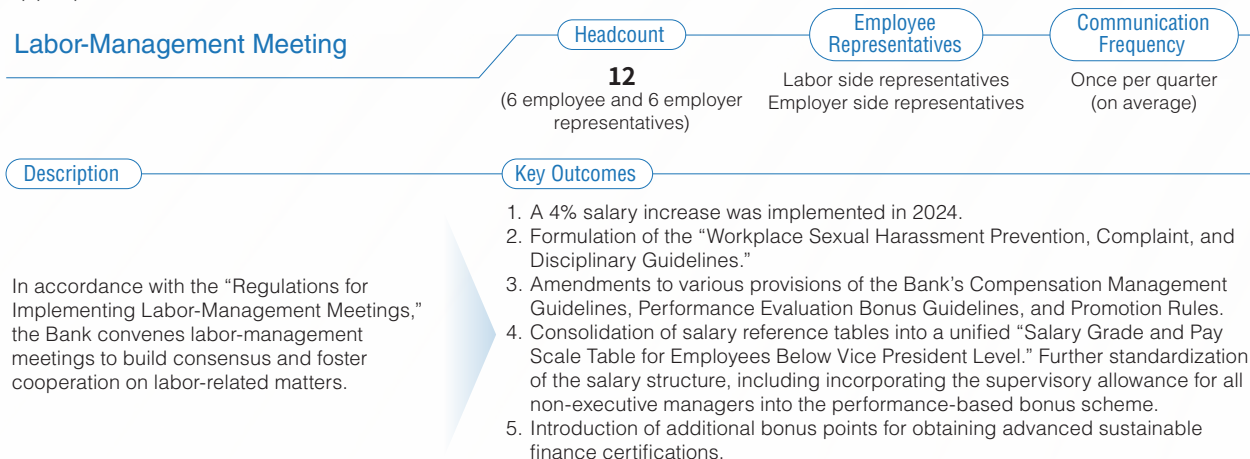 Labor-Management Meeting
Headcount
12
(6 employee and 6 employer
representatives)
Employee
Representatives
Labor side representatives
Employer side representatives
Communication
Frequency
Once per quarter
(on average)
Description
In accordance with the “Regulations for
Implementing Labor-Management Meetings,”
the Bank convenes labor-management
meetings to build consensus and foster
cooperation on labor-related matters.
Key Outcomes
1. A 4% salary increase was implemented in 2024.
2. Formulation of the “Workplace Sexual Harassment Prevention, Complaint, and
Disciplinary Guidelines.”
3. Amendments to various provisions of the Bank’s Compensation Management
Guidelines, Performance Evaluation Bonus Guidelines, and Promotion Rules.
4. Consolidation of salary reference tables into a unified “Salary Grade and Pay
Scale Table for Employees Below Vice President Level.” Further standardization
of the salary structure, including incorporating the supervisory allowance for all
non-executive managers into the performance-based bonus scheme.
5. Introduction of additional bonus points for obtaining advanced sustainable
finance certifications.